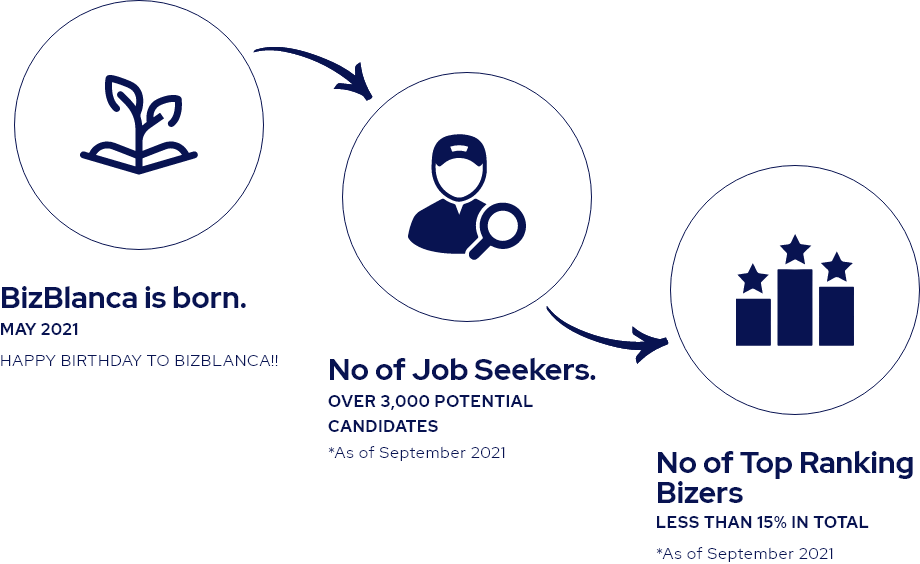 BizBlanca is born.
MAY 2021
HAPPY BIRTHDAY TO BIZBLANCA!!
No of Job Seekers.
OVER 3,000 POTENTIAL
CANDIDATES
*As of September 2021
No of Top Ranking
Bizers
LESS THAN 15% IN TOTAL
*As of September 2021